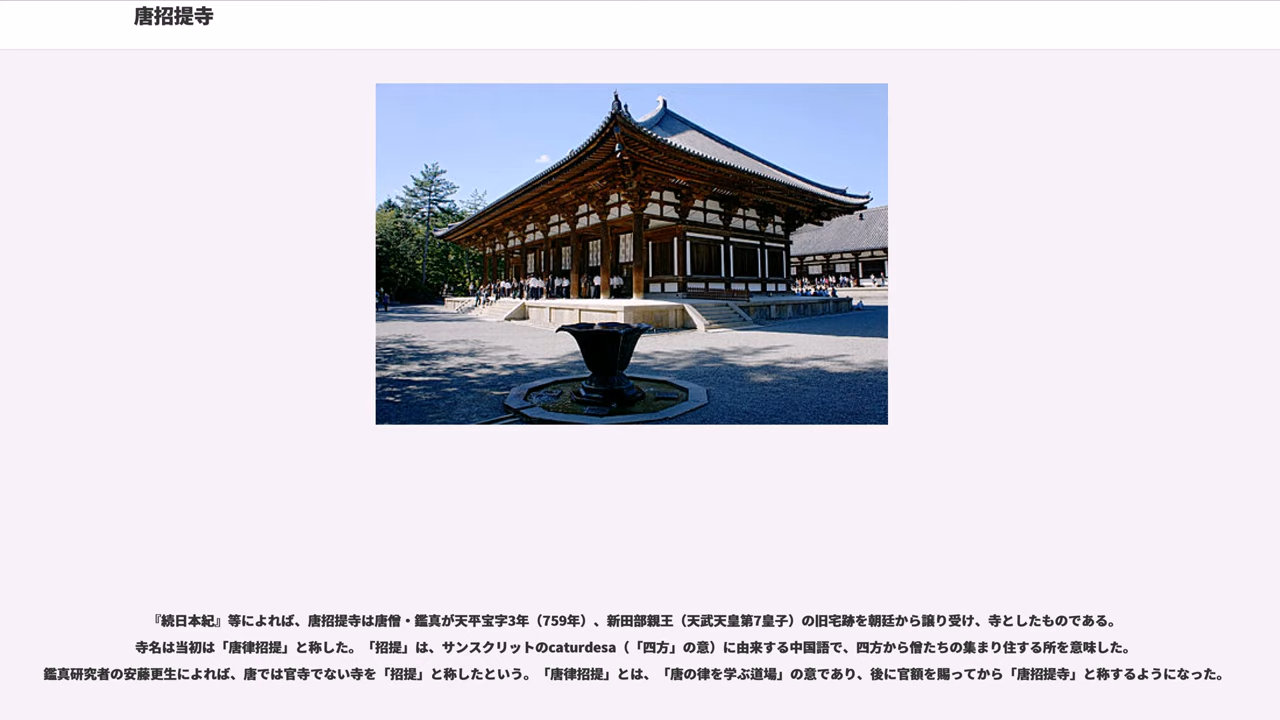 唐招提寺
『続日本紀』等によれば、唐招提寺は唐僧・鑑真が天平宝字3年（759年）、新田部親王（天武天皇第7皇子）の旧宅跡を朝廷から譲り受け、寺としたものである。
寺名は当初は「唐律招提」と称した。「招提」は、サンスクリットのcaturdesa（「四方」の意）に由来する中国語で、四方から僧たちの集まり住する所を意味した。
鑑真研究者の安藤更生によれば、唐では官寺でない寺を「招提」と称したという。「唐律招提」とは、「唐の律を学ぶ道場」の意であり、後に官額を賜ってから「唐招提寺」と称するようになった。